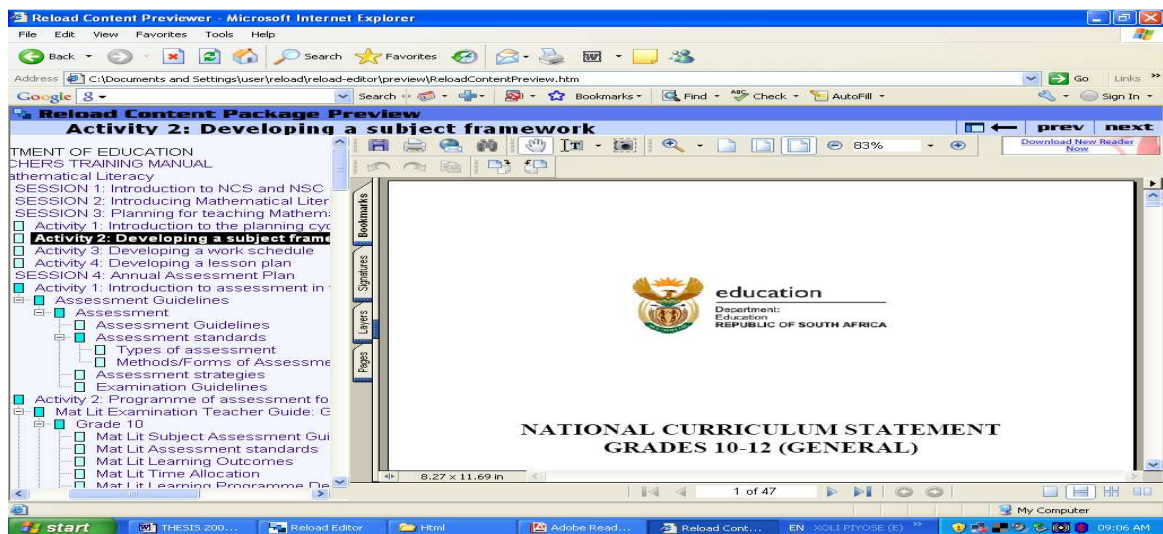 Reload Content Previewer - Microsoft Internet Explorer
File Edit View Favorites Tools Help
Back Search Favorites
Address C:\Documents and Settings\user\reload\reload-editor\preview\ReloadContentPreview.htm Go Links »
Google Search Bookmarks Find Check AutoFill Sign In
Reload Content Package Preview
Activity 2: Developing a subject framework prev next
83% Download New Reader Now
TMENT OF EDUCATION
CHERS TRAINING MANUAL
athematical Literacy
SESSION 1: Introduction to NCS and NSC
SESSION 2: Introducing Mathematical Liter
SESSION 3: Planning for teaching Mathem
Activity 1: Introduction to the planning cyc
Activity 2: Developing a subject frame
Activity 3: Developing a work schedule
Activity 4: Developing a lesson plan
SESSION 4: Annual Assessment Plan
Activity 1: Introduction to assessment in
Assessment Guidelines
Assessment
Assessment Guidelines
Assessment standards
Types of assessment
Methods/Forms of Assessme
Assessment strategies
Examination Guidelines
Activity 2: Programme of assessment fo
Mat Lit Examination Teacher Guide: G
Grade 10
Mat Lit Subject Assessment Gui
Mat Lit Assessment standards
Mat Lit Learning Outcomes
Mat Lit Time Allocation
Mat Lit Learning Programme De
Bookmarks
Signatures
Layers
Pages
education
Department:
Education
REPUBLIC OF SOUTH AFRICA
NATIONAL CURRICULUM STATEMENT
GRADES 10-12 (GENERAL)
8.27 x 11.69 in
1 of 47
My Computer
start THESIS 200... Reload Editor Html Adobe Read... Reload Cont... EN XOLI PIYOSE (E) » 09:06 AM